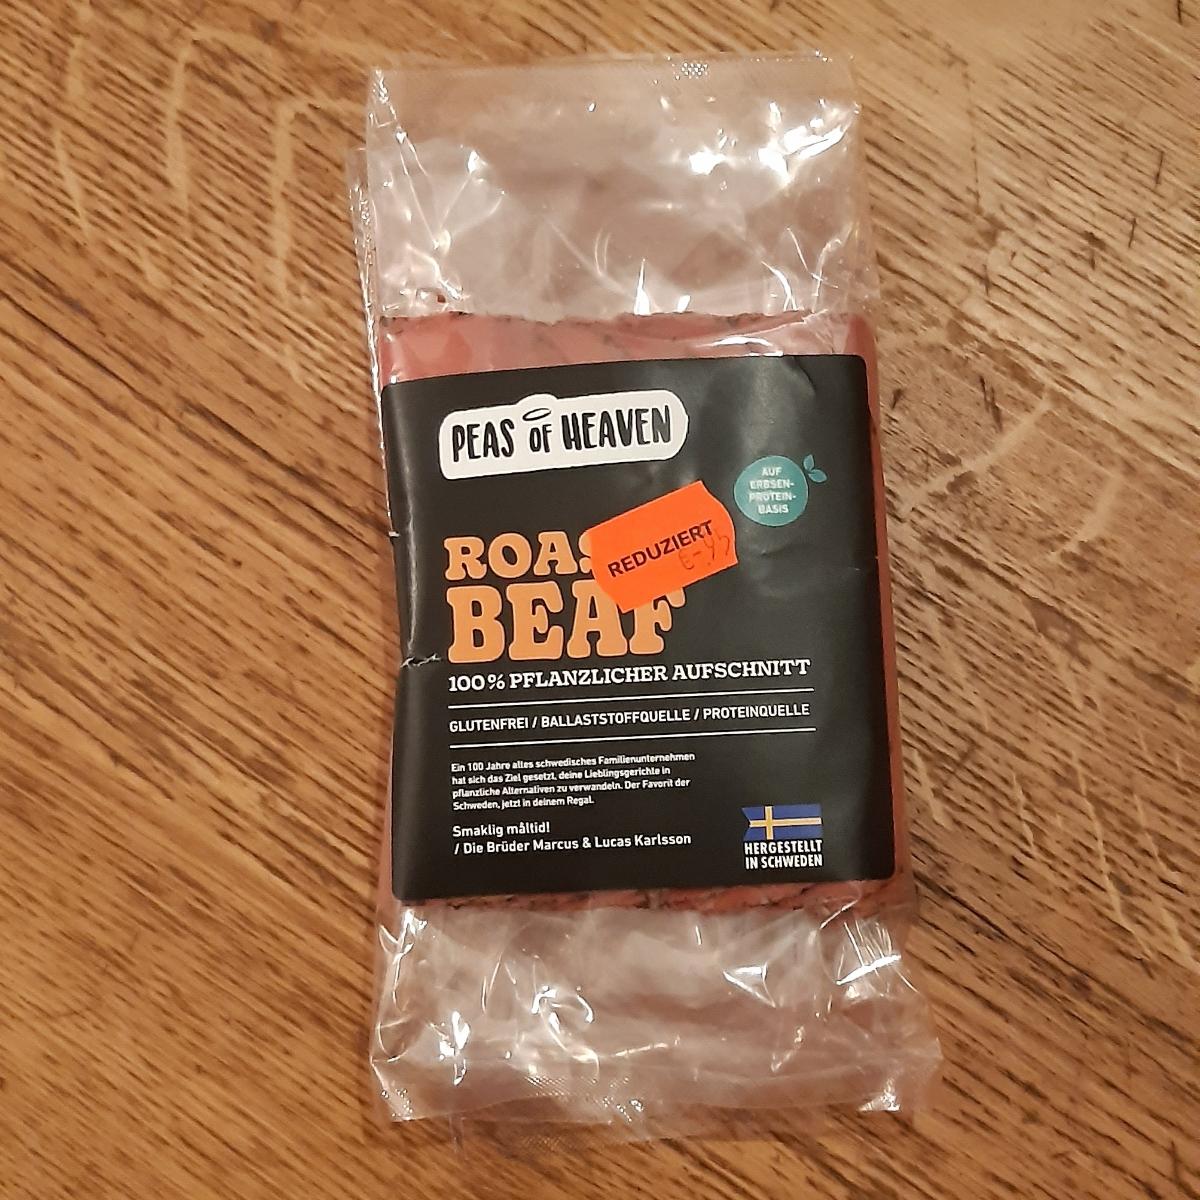 PEAS OF HEAVEN
AUF
ERBSEN-
PROTEIN-
BASIS
ROAS
REDUZIERT
BEAF
100% PFLANZLICHER AUFSCHNITT
GLUTENFREI / BALLASTSTOFFQUELLE / PROTEINQUELLE
Ein 100 Jahre altes schwedisches Familienunternehmen
hat sich das Ziel gesetzt, deine Lieblingsgerichte in
pflanzliche Alternativen zu verwandeln. Der Favorit der
Schweden, jetzt in deinem Regal.
Smaklig måltid!
/ Die Brüder Marcus & Lucas Karlsson
HERGESTELLT
IN SCHWEDEN